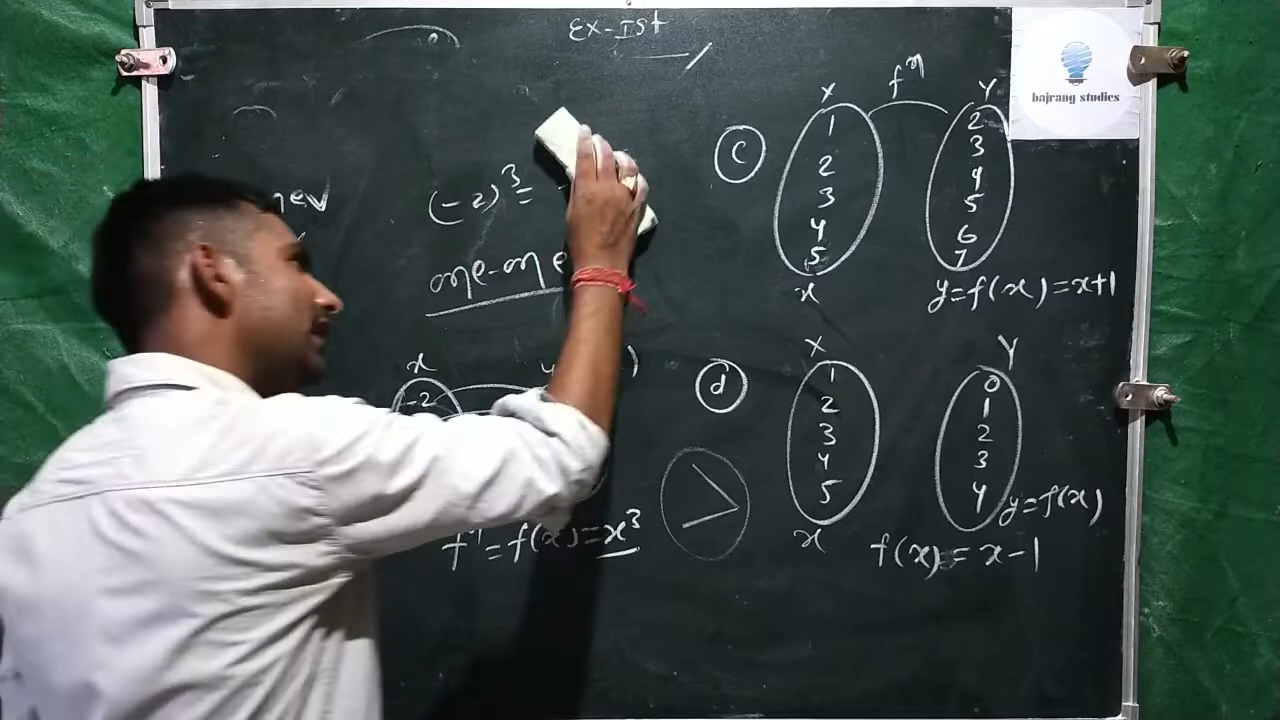 EX-Ist
bajrang studies
(-2)³ =
one-one
x
-2
= f(x) = x³
(c)
X fⁿ Y
1 2
2 3
3 4
4 5
5 6
7
x
y=f(x)=x+1
(d)
X Y
1 0
2 1
3 2
4 3
5 4
x
y=f(x)
f(x) = x-1